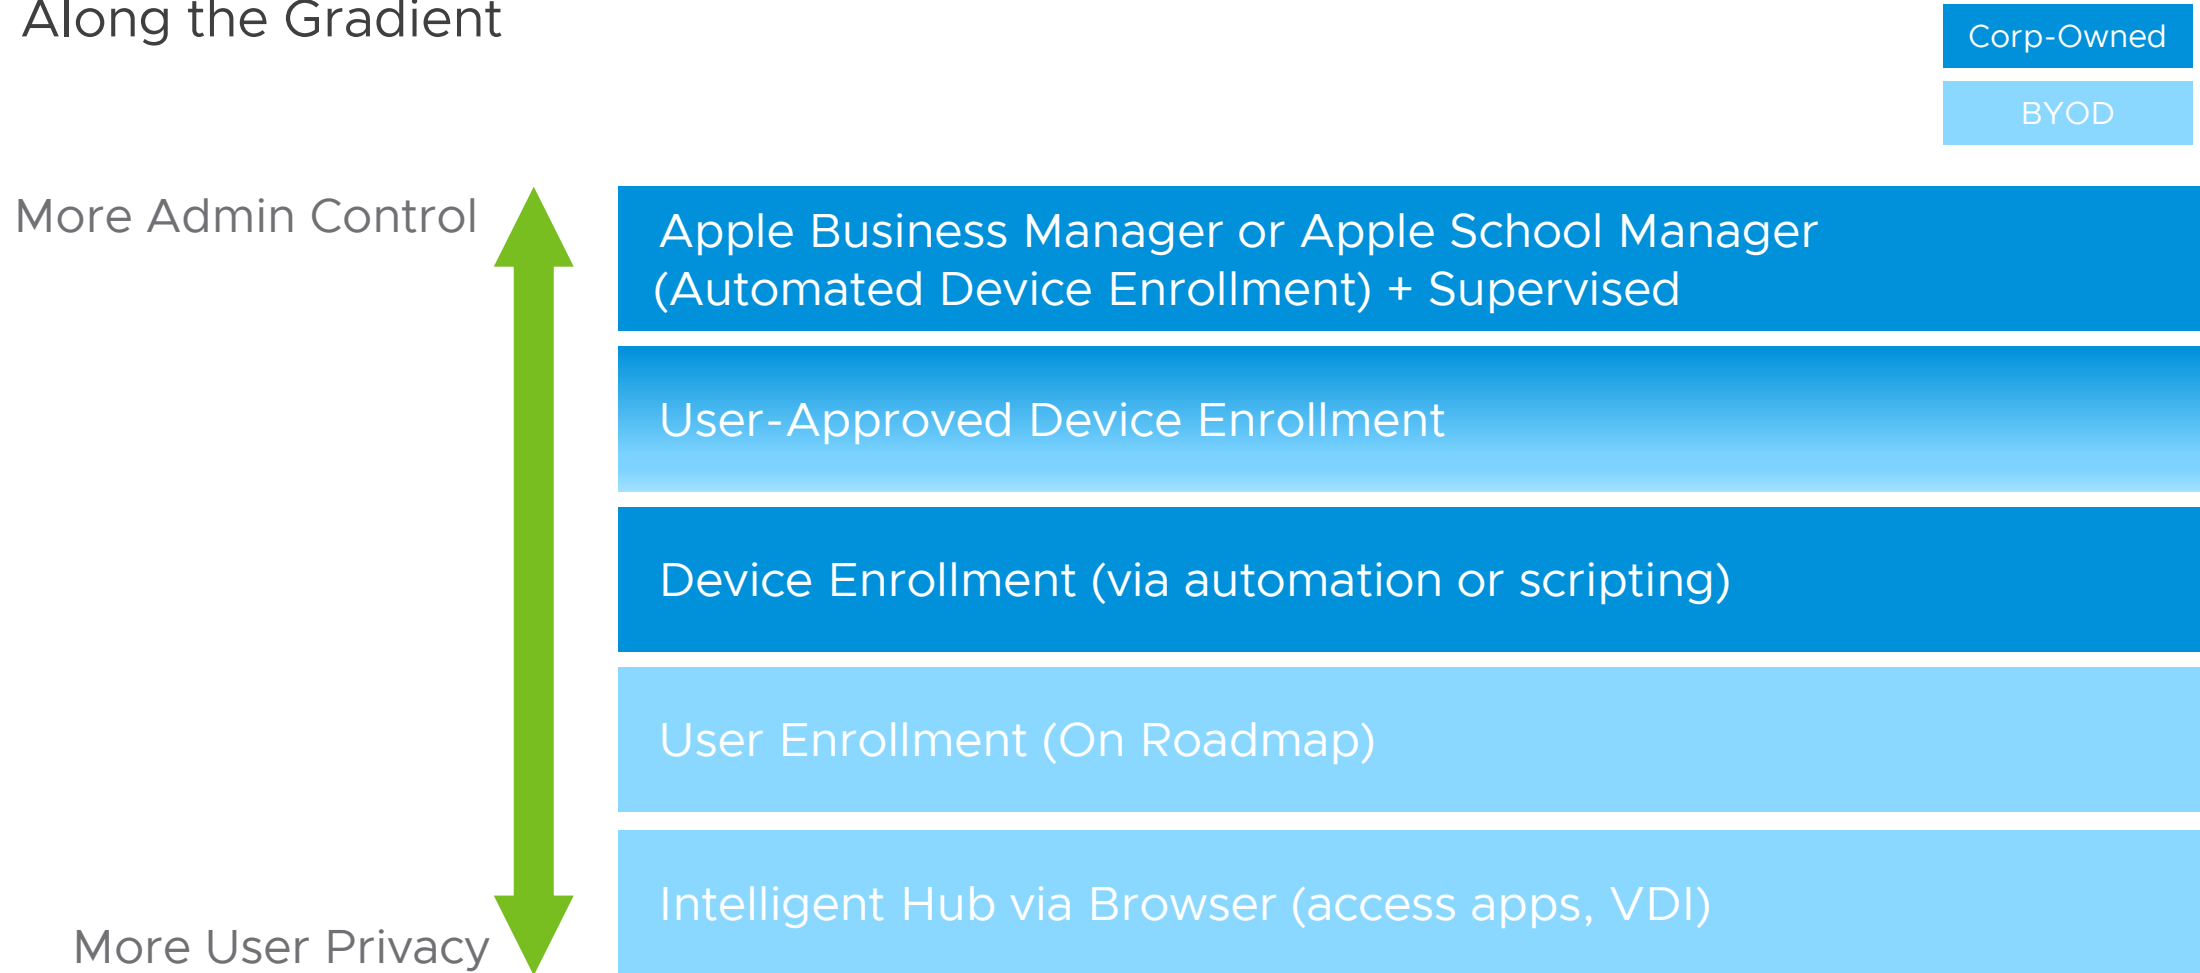 Along the Gradient
Corp-Owned
BYOD
More Admin Control
Apple Business Manager or Apple School Manager
(Automated Device Enrollment) + Supervised
User-Approved Device Enrollment
Device Enrollment (via automation or scripting)
User Enrollment (On Roadmap)
Intelligent Hub via Browser (access apps, VDI)
More User Privacy